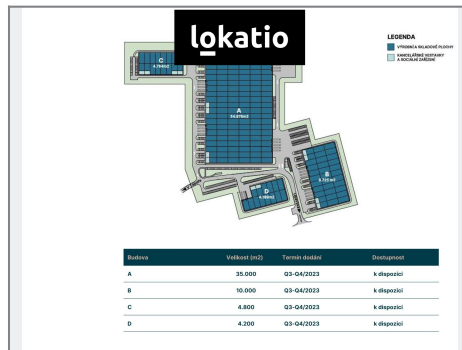 lokatio
LEGENDA
VÝROBNÍ A SKLADOVÉ PLOCHY
KANCELÁŘSKÉ VESTAVKY
A SOCIÁLNÍ ZAŘÍZENÍ
C
A
B
D
Budova Velikost (m2) Termín dodání Dostupnost
A 35.000 Q3-Q4/2023 k dispozici
B 10.000 Q3-Q4/2023 k dispozici
C 4.800 Q3-Q4/2023 k dispozici
D 4.200 Q3-Q4/2023 k dispozici